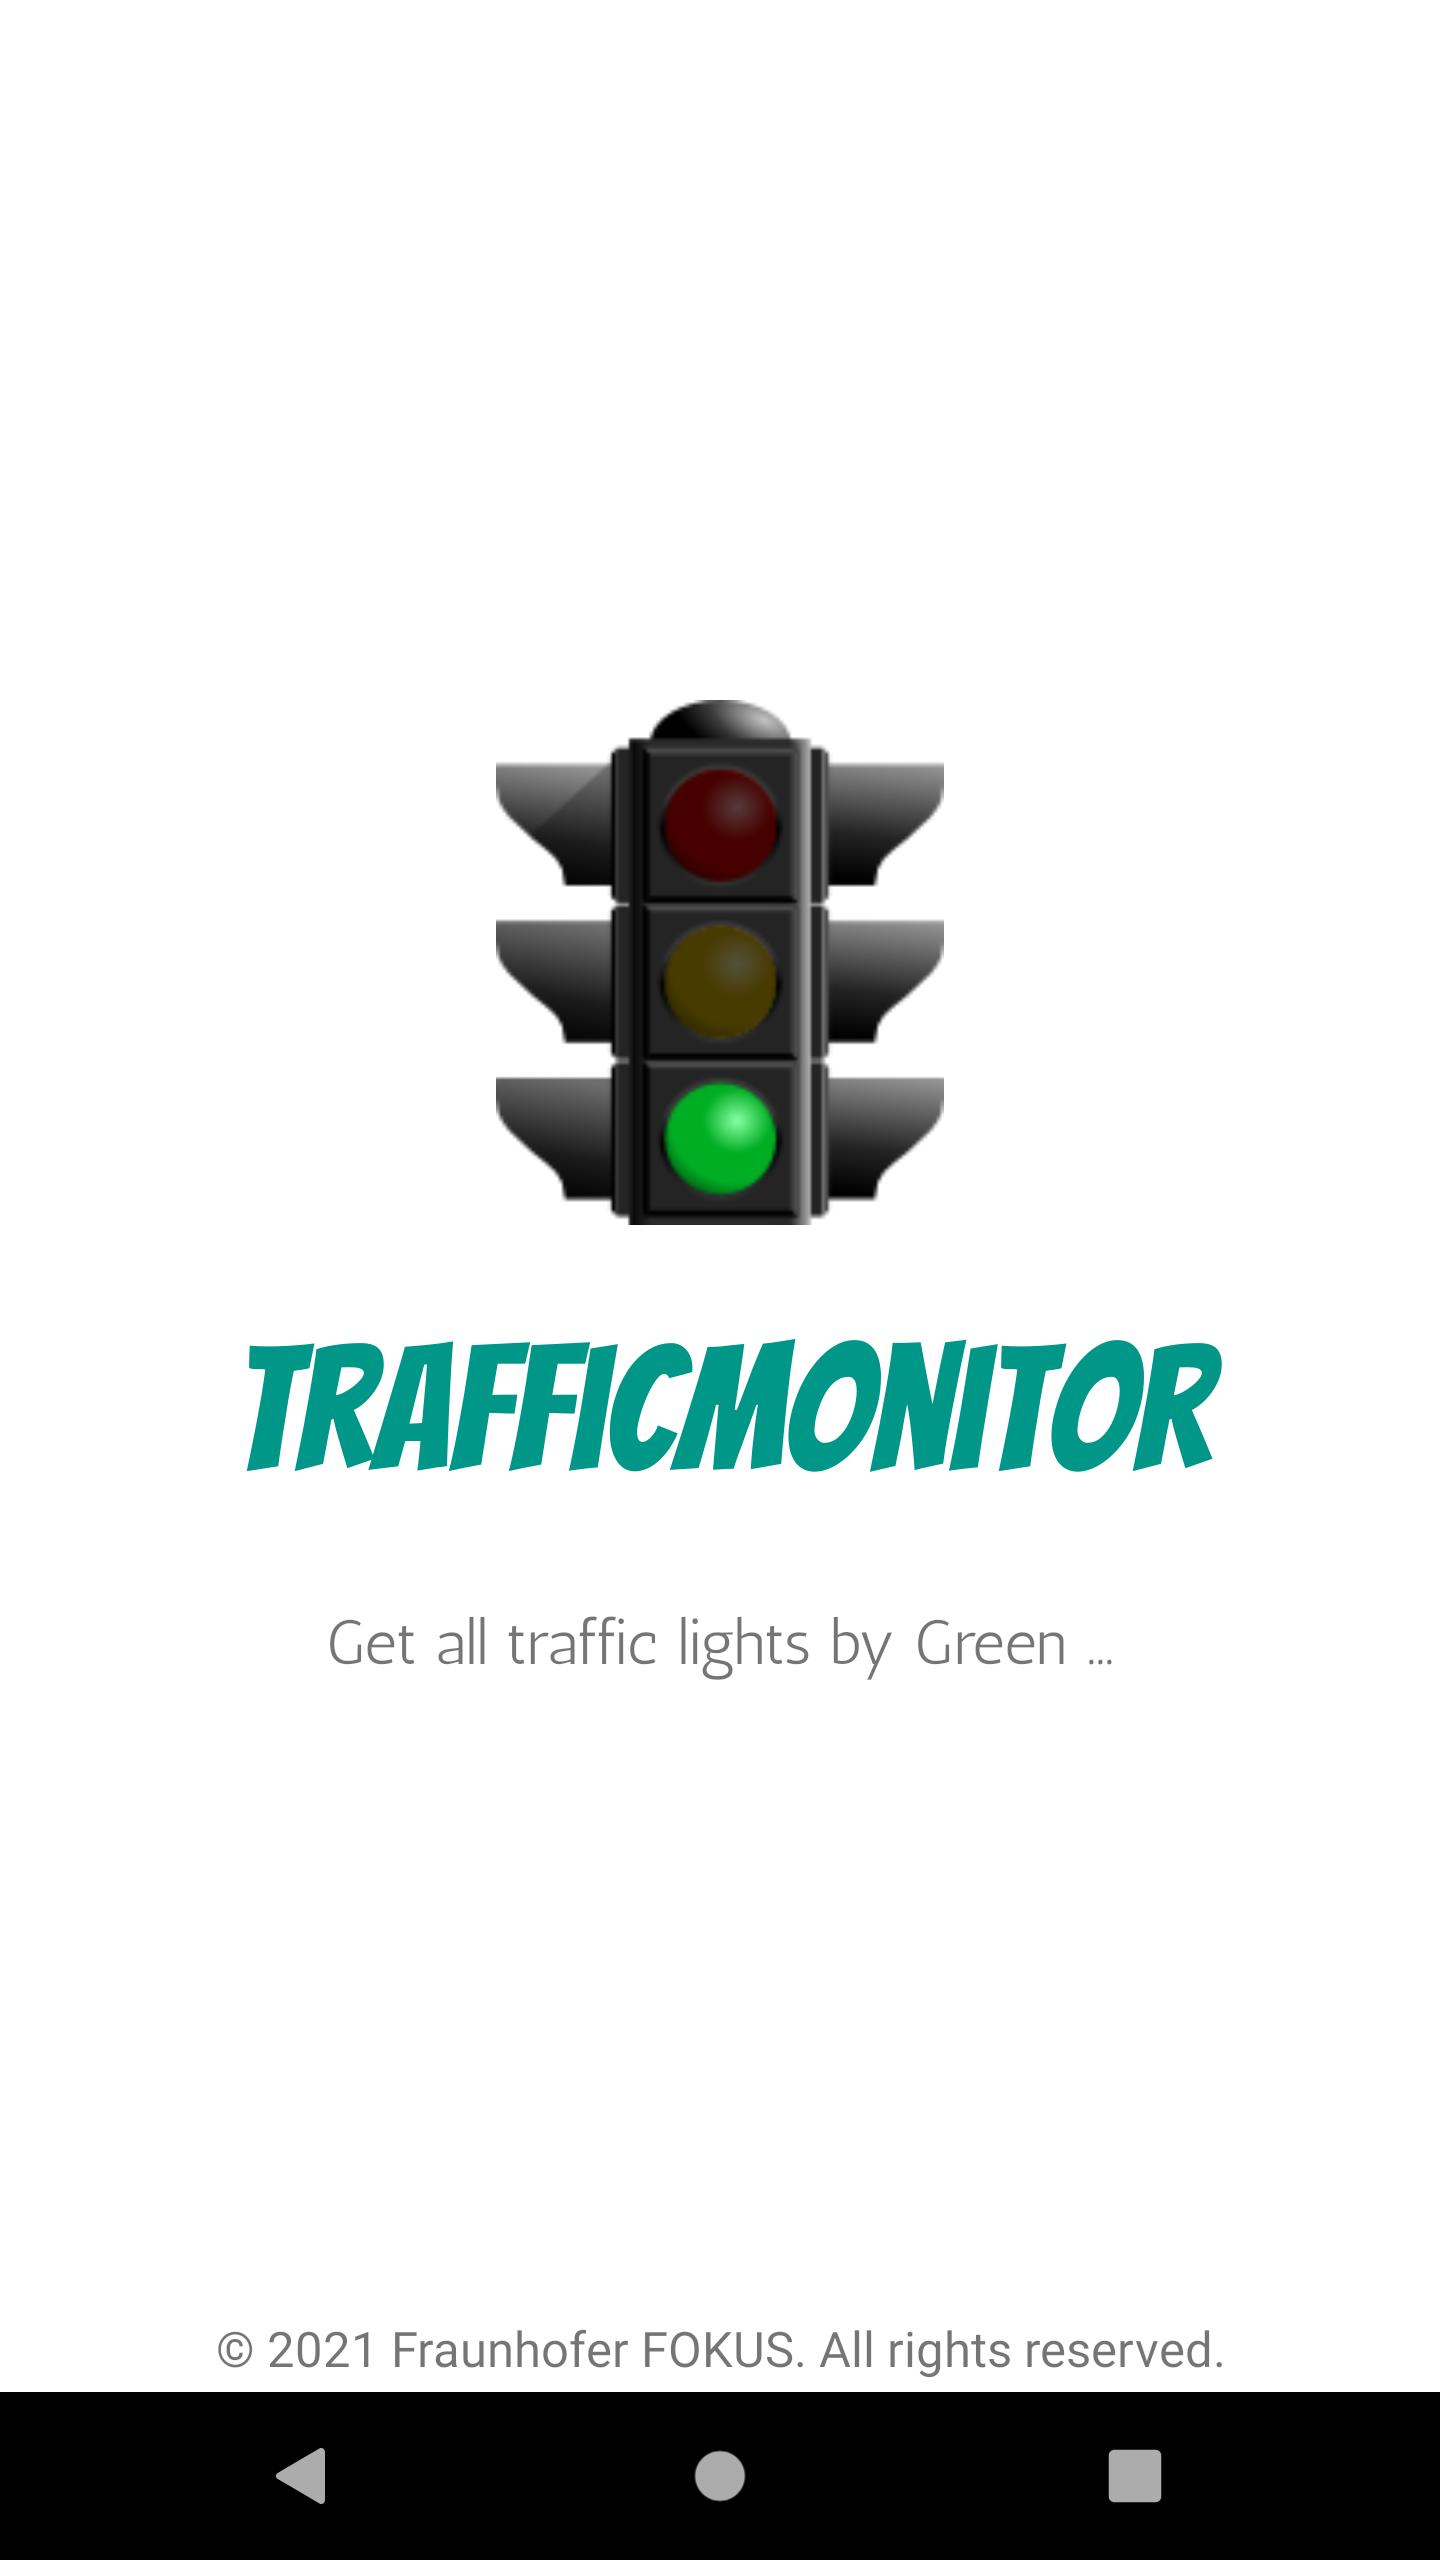 TRAFFICMONITOR
Get all traffic lights by Green ...
© 2021 Fraunhofer FOKUS. All rights reserved.